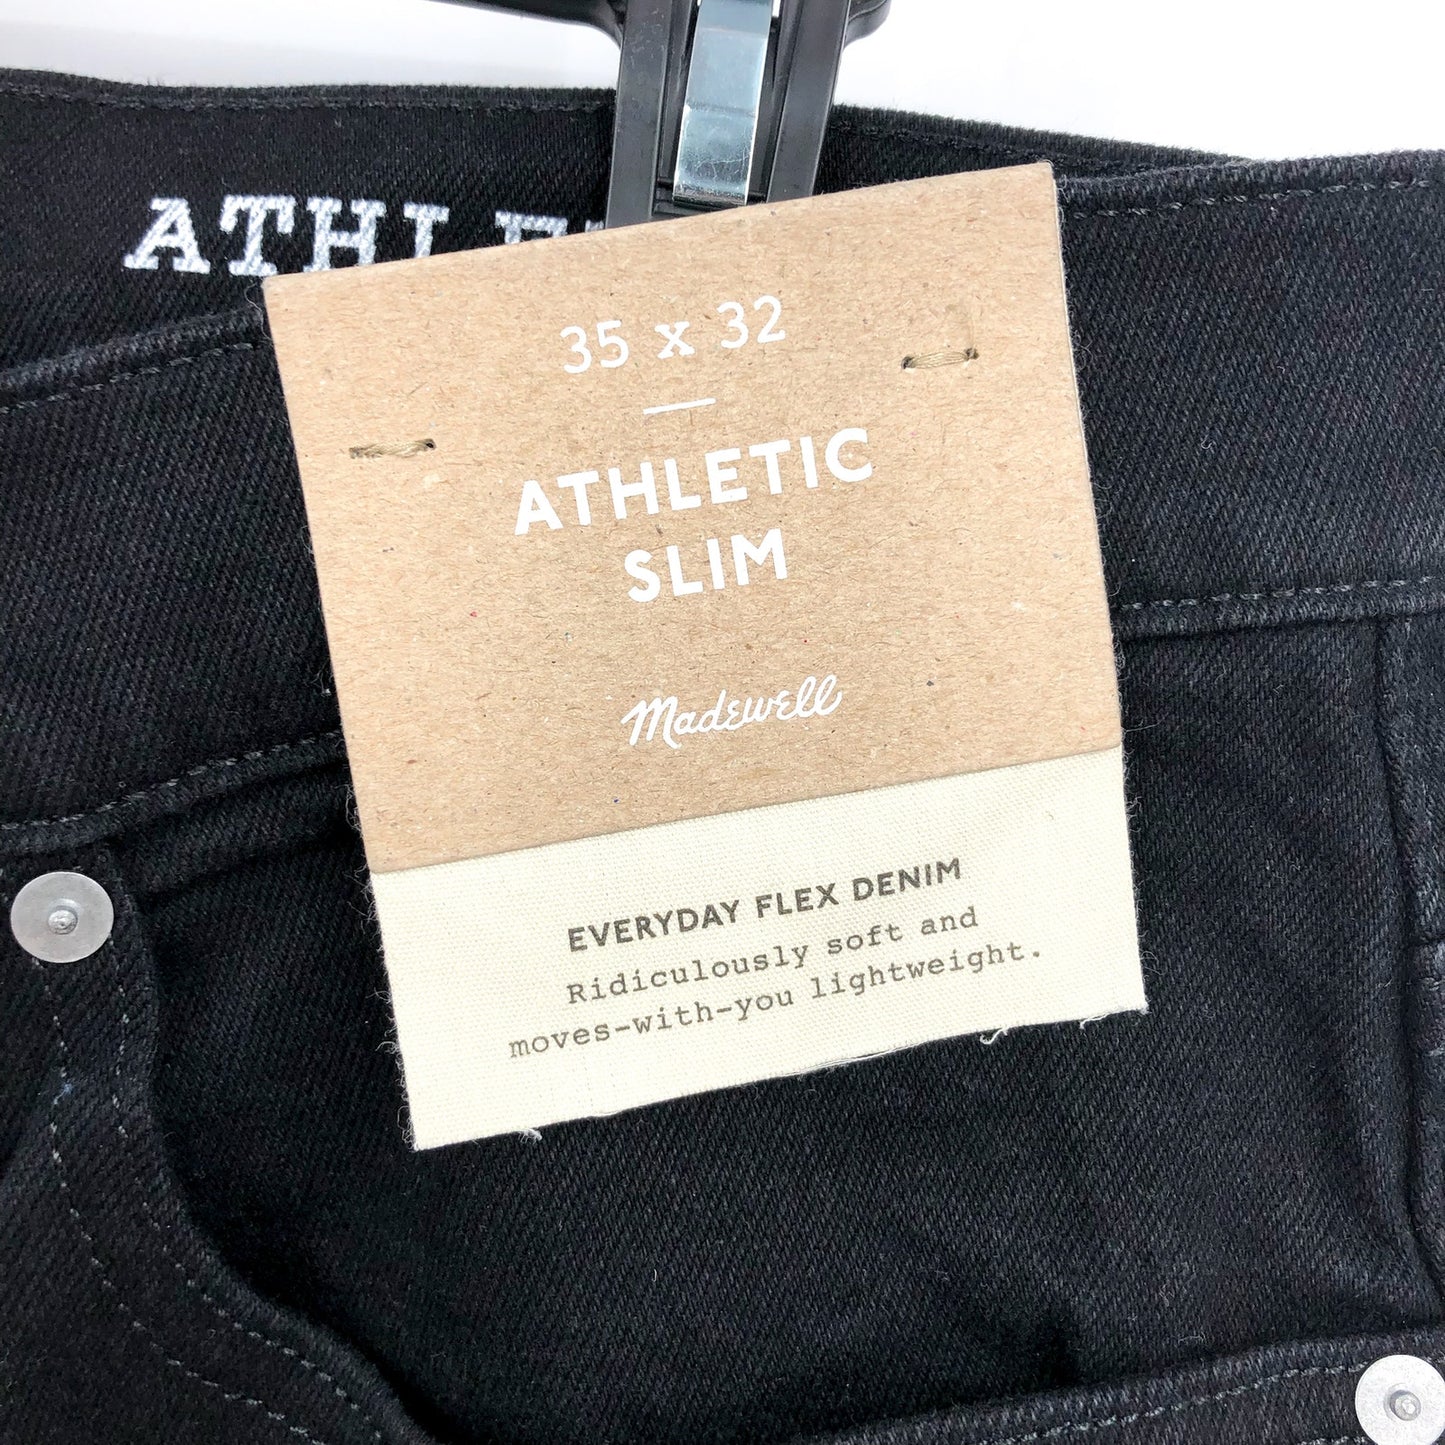 35 x 32
ATHLETIC
SLIM
Madewell
EVERYDAY FLEX DENIM
Ridiculously soft and
moves-with-you lightweight.